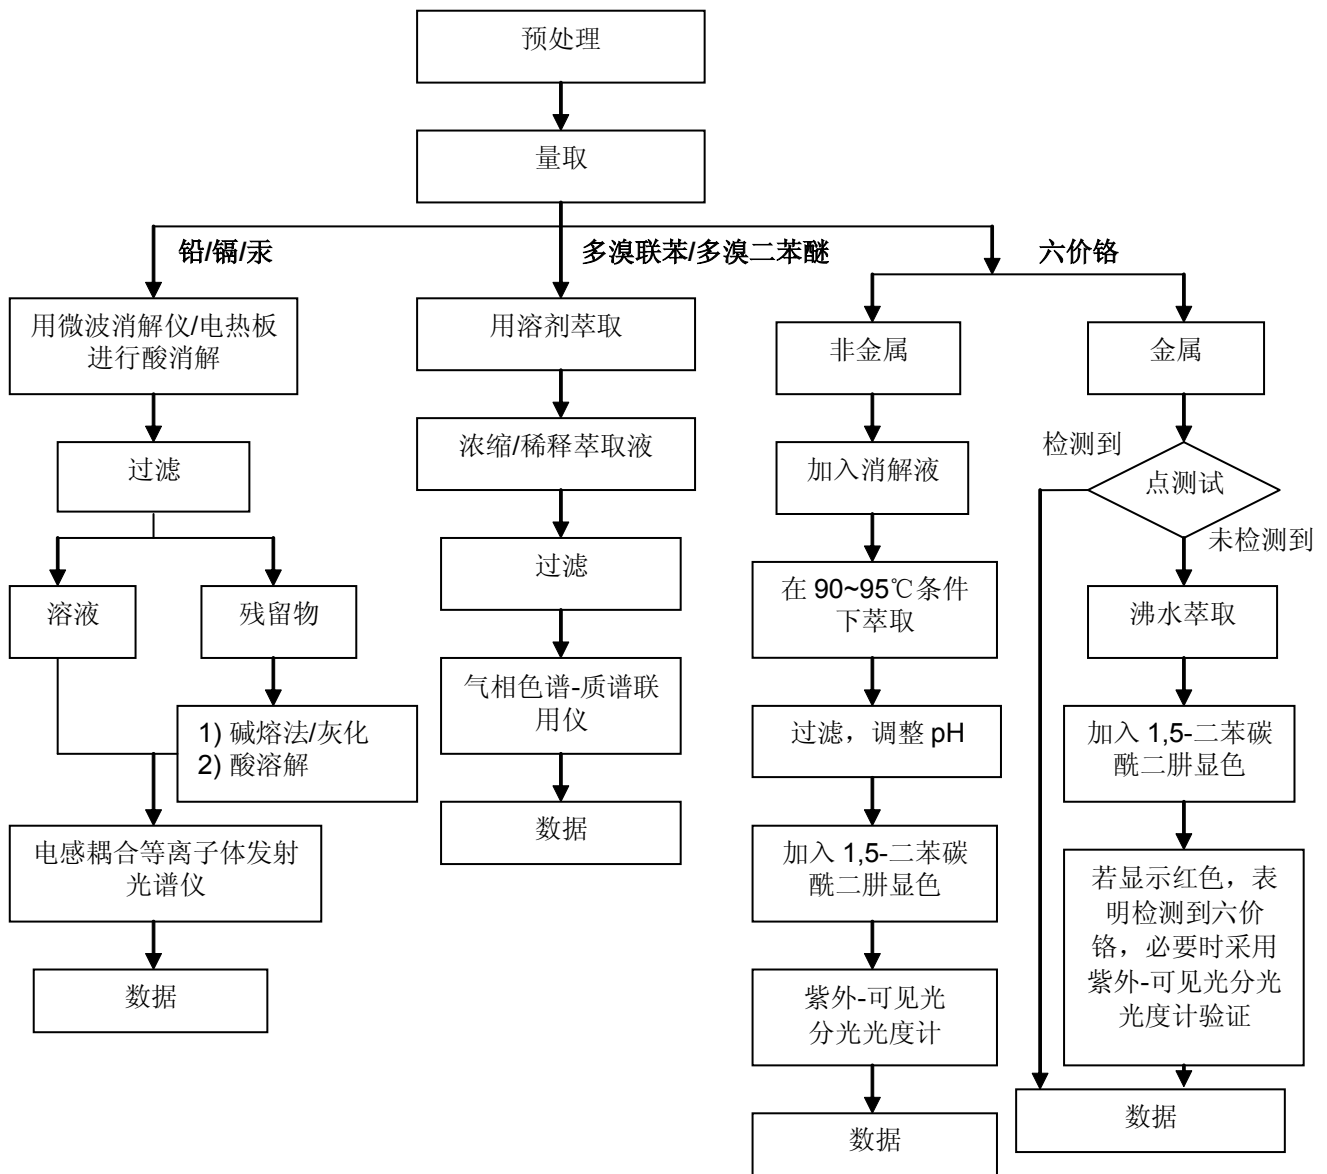 预处理
量取
铅/镉/汞
多溴联苯/多溴二苯醚
六价铬
用微波消解仪/电热板
进行酸消解
过滤
溶液
残留物
1) 碱熔法/灰化
2) 酸溶解
电感耦合等离子体发射
光谱仪
数据
用溶剂萃取
浓缩/稀释萃取液
过滤
气相色谱-质谱联
用仪
数据
非金属
加入消解液
在 90~95℃条件
下萃取
过滤，调整 pH
加入 1,5-二苯碳
酰二肼显色
紫外-可见光
分光光度计
数据
金属
检测到
点测试
未检测到
沸水萃取
加入 1,5-二苯碳
酰二肼显色
若显示红色，表
明检测到六价
铬，必要时采用
紫外-可见光分光
光度计验证
数据